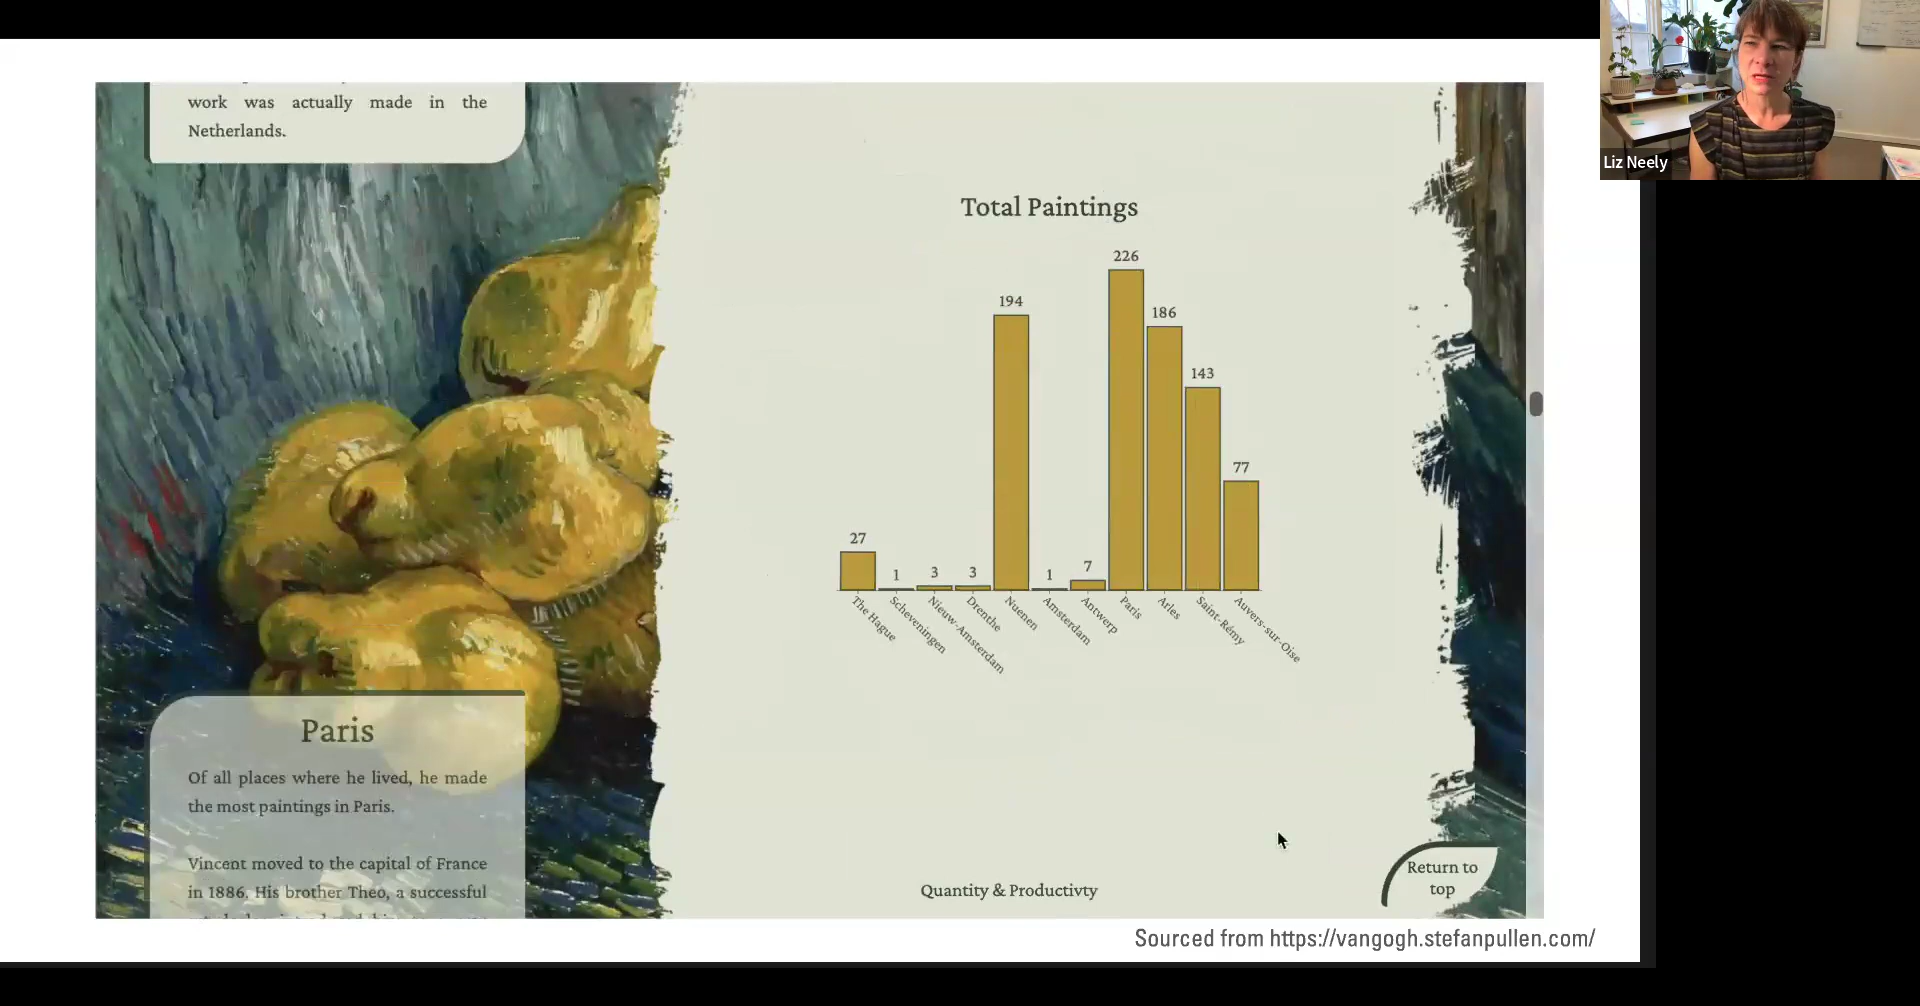 work was actually made in the
Netherlands.
Paris
Of all places where he lived, he made
the most paintings in Paris.
Vincent moved to the capital of France
in 1886. His brother Theo, a successful
Total Paintings
27
1
3
3
194
1
7
226
186
143
77
The Hague
Scheveningen
Nieuw-Amsterdam
Drenthe
Nuenen
Amsterdam
Antwerp
Paris
Arles
Saint-Rémy
Auvers-sur-Oise
Quantity & Productivty
Return to
top
Sourced from https://vangogh.stefanpullen.com/
Liz Neely